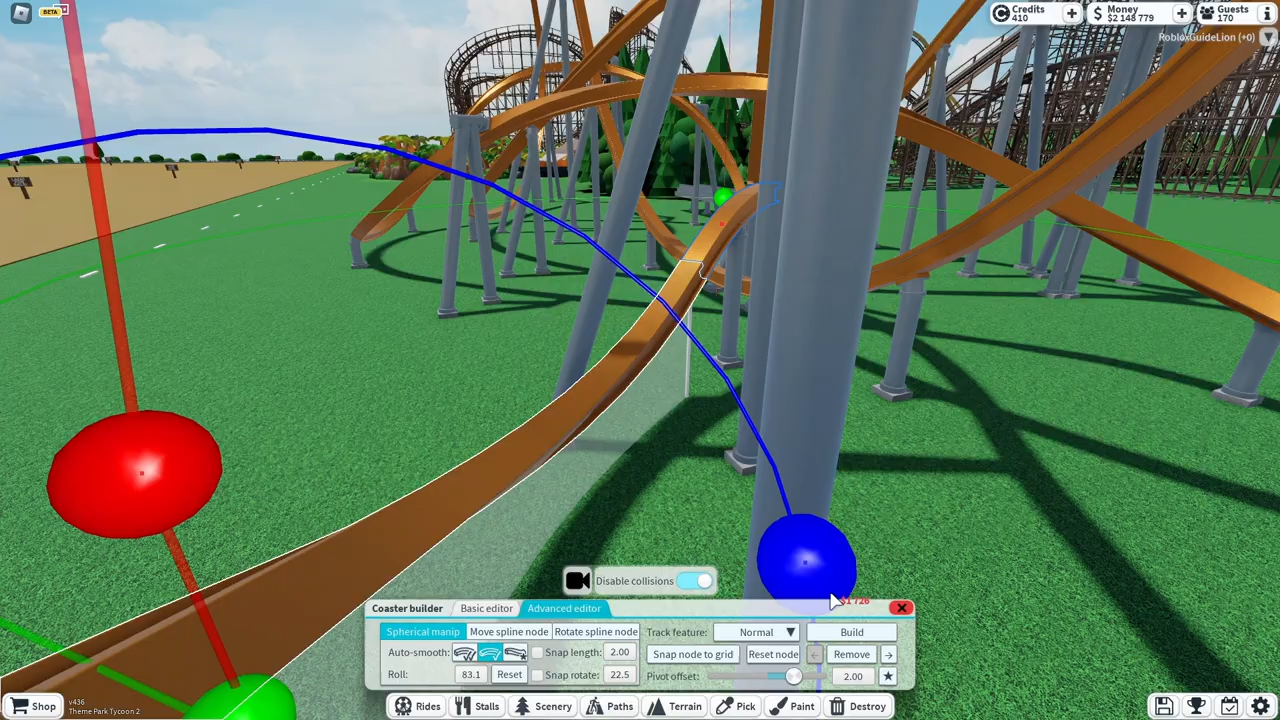 BETA
Credits
410
+
$ Money
$2 148 779
+
Guests
170
RobloxGuideLion (+0)
Disable collisions
$1 726
Coaster builder Basic editor Advanced editor
Spherical manip Move spline node Rotate spline node Track feature: Normal Build
Auto-smooth: Snap length: 2.00 Snap node to grid Reset node ← Remove →
Roll: 83.1 Reset Snap rotate: 22.5 Pivot offset: 2.00
Shop
v436
Theme Park Tycoon 2
Rides Stalls Scenery Paths Terrain Pick Paint Destroy